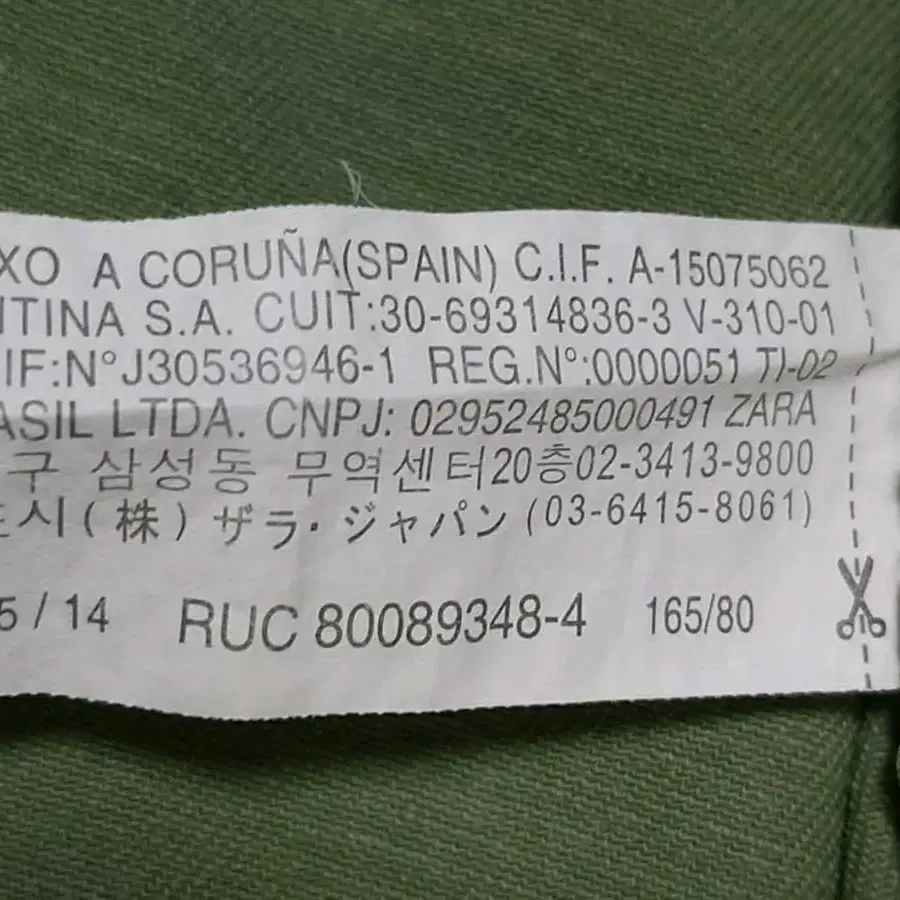 XO A CORUÑA(SPAIN) C.I.F. A-15075062
TINA S.A. CUIT:30-69314836-3 V-310-01
IF:N°J30536946-1 REG.Nº:0000051 TI-02
ASIL LTDA. CNPJ: 02952485000491 ZARA
구 삼성동 무역센터20층02-3413-9800
시(株) ザラ・ジャパン (03-6415-8061)
5 / 14 RUC 80089348-4 165/80